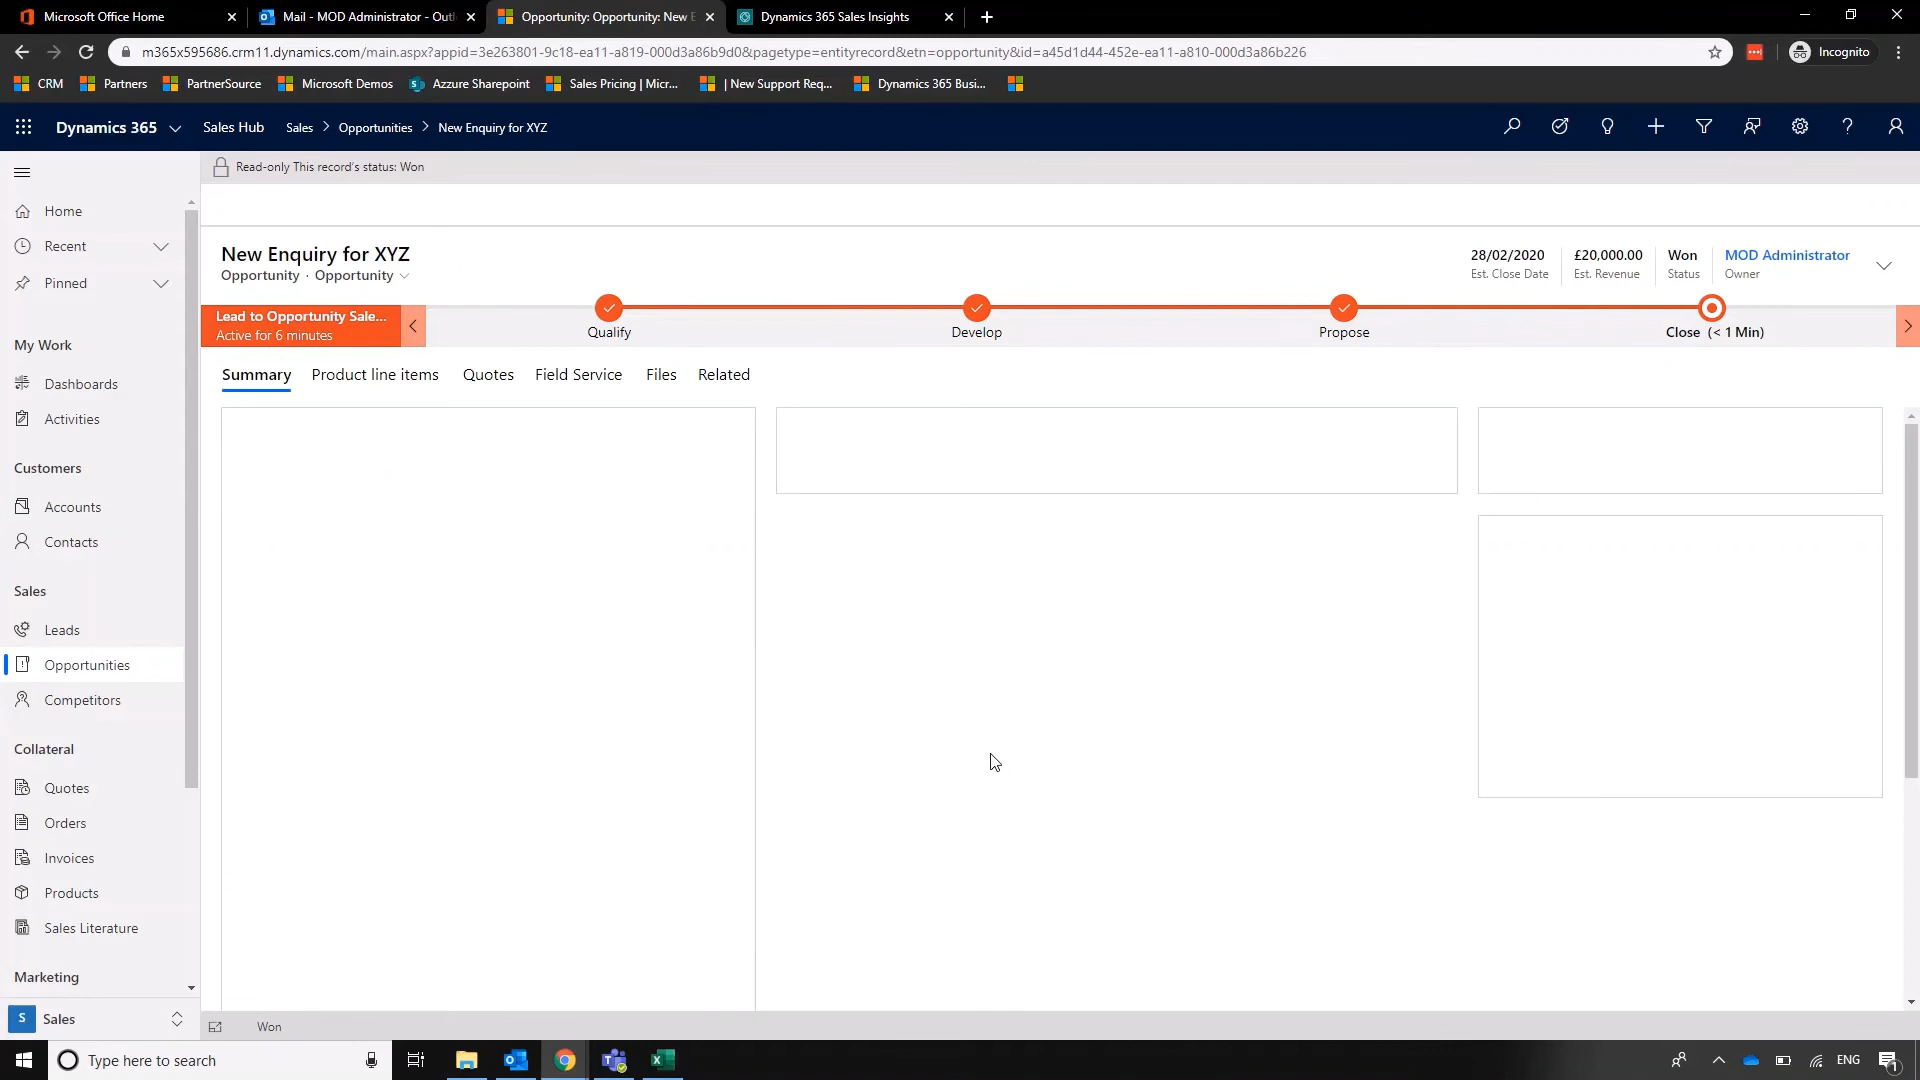 Microsoft Office Home
Mail - MOD Administrator - Outl
Opportunity: Opportunity: New E
Dynamics 365 Sales Insights
m365x595686.crm11.dynamics.com/main.aspx?appid=3e263801-9c18-ea11-a819-000d3a86b9d0&pagetype=entityrecord&etn=opportunity&id=a45d1d44-452e-ea11-a810-000d3a86b226
Incognito
CRM
Partners
PartnerSource
Microsoft Demos
Azzure Sharepoint
Sales Pricing | Micr...
| New Support Req...
Dynamics 365 Busi...
Dynamics 365
Sales Hub
Sales > Opportunities > New Enquiry for XYZ
Read-only This record's status: Won
Home
Recent
Pinned
My Work
Dashboards
Activities
Customers
Accounts
Contacts
Sales
Leads
Opportunities
Competitors
Collateral
Quotes
Orders
Invoices
Products
Sales Literature
Marketing
S Sales
New Enquiry for XYZ
Opportunity · Opportunity
28/02/2020
Est. Close Date
£20,000.00
Est. Revenue
Won
Status
MOD Administrator
Owner
Lead to Opportunity Sale...
Active for 6 minutes
Qualify
Develop
Propose
Close (< 1 Min)
Summary
Product line items
Quotes
Field Service
Files
Related
Won
Type here to search
ENG
1